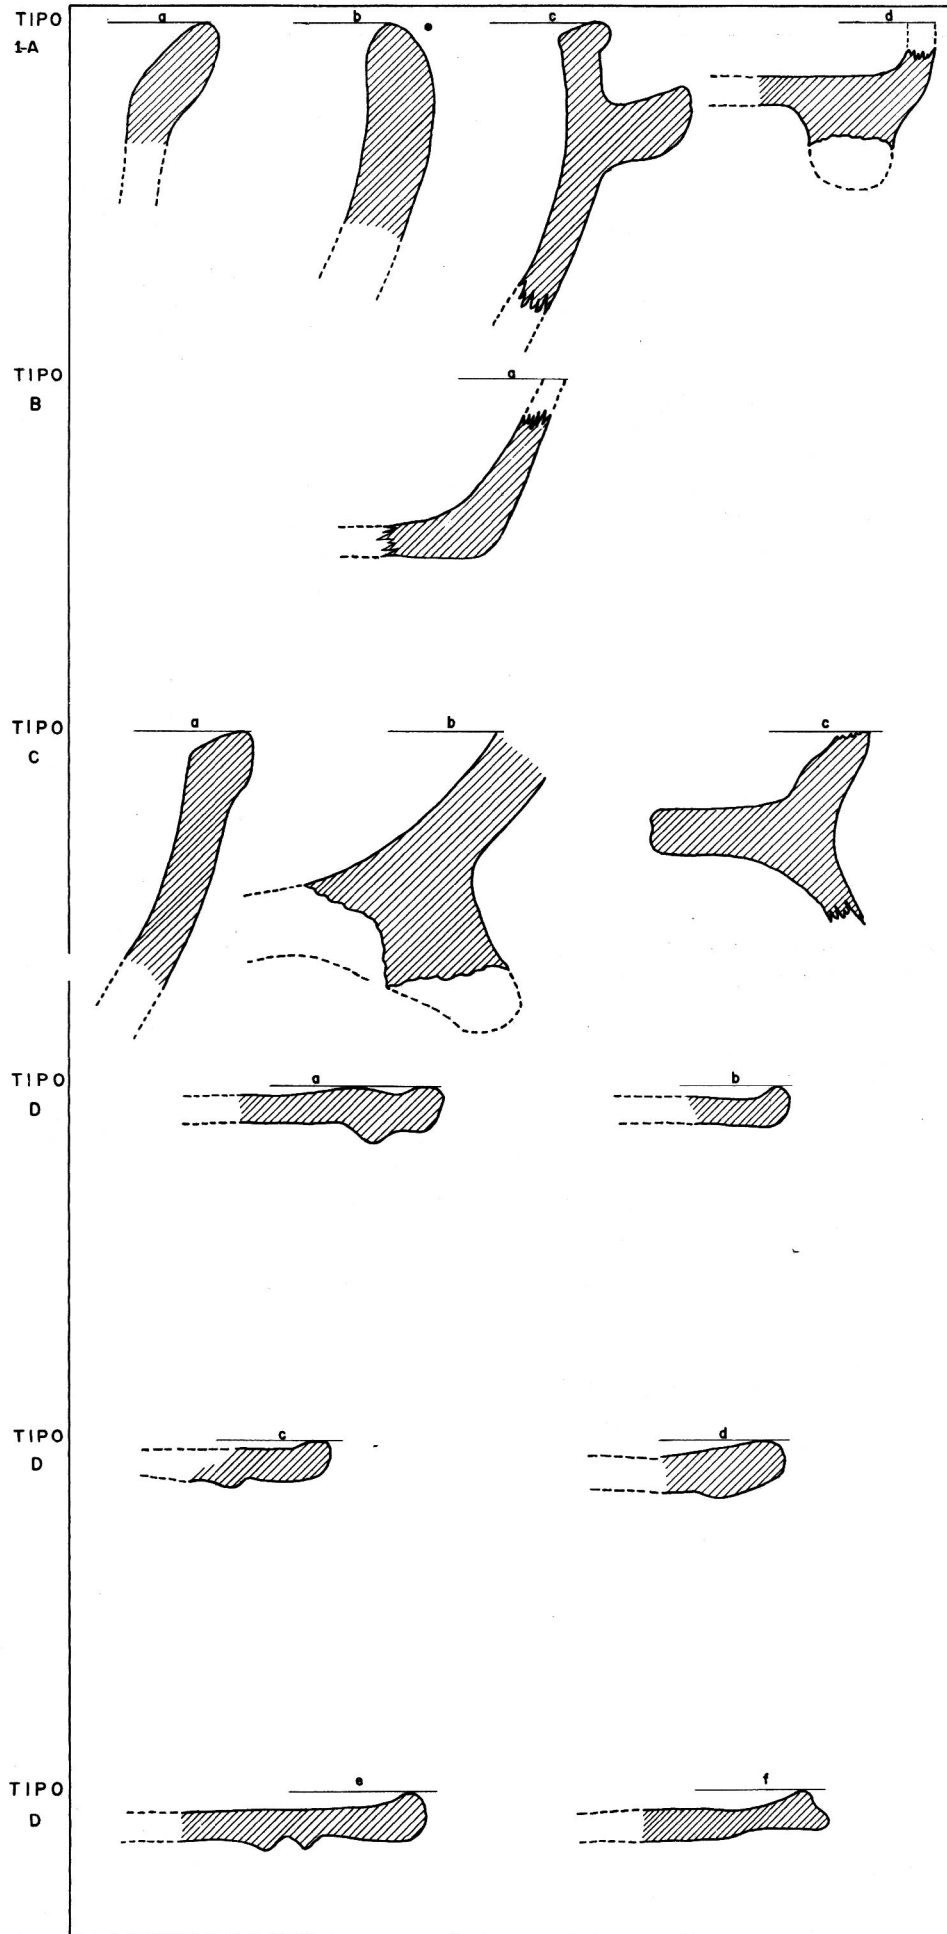 TIPO a b c d
1-A
TIPO a
B
TIPO a b c
C
TIPO a b
D
TIPO c d
D
TIPO e f
D